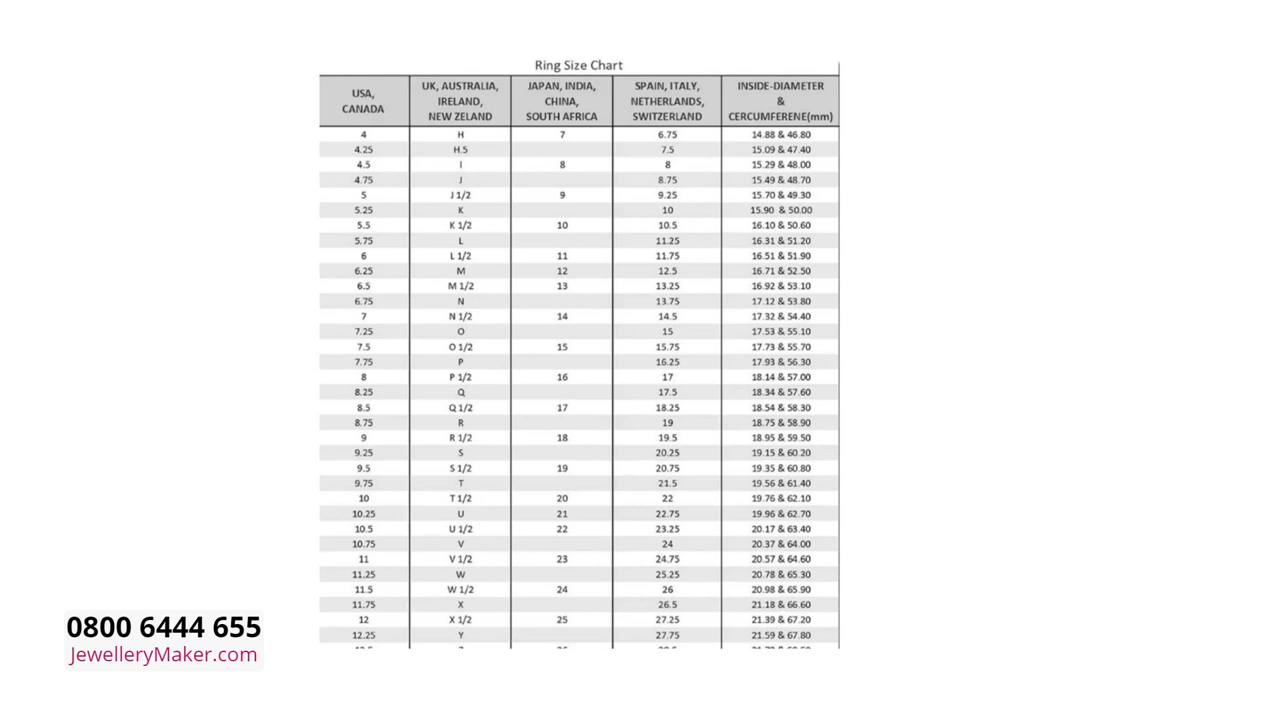 Ring Size Chart
USA, CANADA UK, AUSTRALIA, IRELAND, NEW ZELAND JAPAN, INDIA, CHINA, SOUTH AFRICA SPAIN, ITALY, NETHERLANDS, SWITZERLAND INSIDE-DIAMETER & CERCUMFERENE(mm)
4 H 7 6.75 14.88 & 46.80
4.25 H.5 7.5 15.09 & 47.40
4.5 I 8 8 15.29 & 48.00
4.75 J 8.75 15.49 & 48.70
5 J 1/2 9 9.25 15.70 & 49.30
5.25 K 10 15.90 & 50.00
5.5 K 1/2 10 10.5 16.10 & 50.60
5.75 L 11.25 16.31 & 51.20
6 L 1/2 11 11.75 16.51 & 51.90
6.25 M 12 12.5 16.71 & 52.50
6.5 M 1/2 13 13.25 16.92 & 53.10
6.75 N 13.75 17.12 & 53.80
7 N 1/2 14 14.5 17.32 & 54.40
7.25 O 15 17.53 & 55.10
7.5 O 1/2 15 15.75 17.73 & 55.70
7.75 P 16.25 17.93 & 56.30
8 P 1/2 16 17 18.14 & 57.00
8.25 Q 17.5 18.34 & 57.60
8.5 Q 1/2 17 18.25 18.54 & 58.30
8.75 R 19 18.75 & 58.90
9 R 1/2 18 19.5 18.95 & 59.50
9.25 S 20.25 19.15 & 60.20
9.5 S 1/2 19 20.75 19.35 & 60.80
9.75 T 21.5 19.56 & 61.40
10 T 1/2 20 22 19.76 & 62.10
10.25 U 21 22.75 19.96 & 62.70
10.5 U 1/2 22 23.25 20.17 & 63.40
10.75 V 24 20.37 & 64.00
11 V 1/2 23 24.75 20.57 & 64.60
11.25 W 25.25 20.78 & 65.30
11.5 W 1/2 24 26 20.98 & 65.90
11.75 X 26.5 21.18 & 66.60
12 X 1/2 25 27.25 21.39 & 67.20
12.25 Y 27.75 21.59 & 67.80
0800 6444 655
JewelleryMaker.com